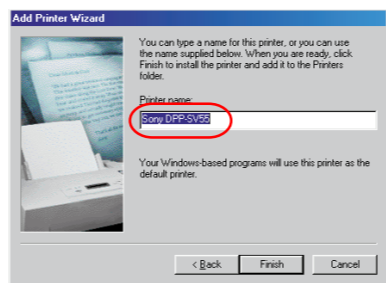 Add Printer Wizard
You can type a name for this printer, or you can use
the name supplied below. When you are ready, click
Finish to install the printer and add it to the Printers
folder.
Printer name:
Sony DPP-SV55
Your Windows-based programs will use this printer as the
default printer.
< Back
Finish
Cancel